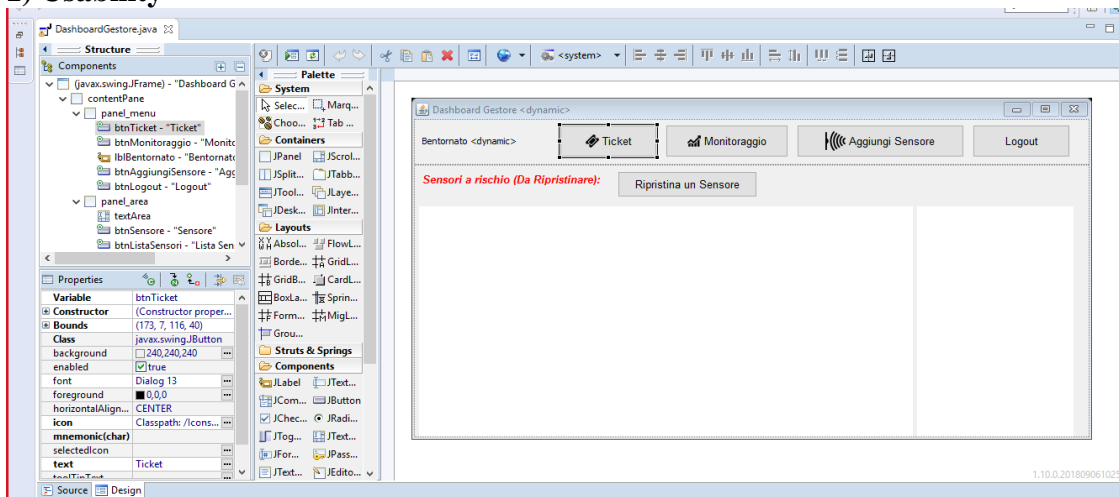 DashboardGestore.java
Structure
Components
(javax.swing.JFrame) - "Dashboard G
contentPane
panel_menu
btnTicket - "Ticket"
btnMonitoraggio - "Monito
lblBentornato - "Bentornato
btnAggiungiSensore - "Agg
btnLogout - "Logout"
panel_area
textArea
btnSensore - "Sensore"
btnListaSensori - "Lista Sen
Properties
Variable btnTicket
Constructor (Constructor proper...
Bounds (173, 7, 116, 40)
Class javax.swing.JButton
background 240,240,240
enabled true
font Dialog 13
foreground 0,0,0
horizontalAlign... CENTER
icon Classpath: /Icons...
mnemonic(char)
selectedIcon
text Ticket
toolTipText
Source Design
<system>
Palette
System
Selec... Marq...
Choo... Tab ...
Containers
JPanel JScrol...
JSplit... JTabb...
JTool... JLaye...
JDesk... JInter...
Layouts
Absol... FlowL...
Borde... GridL...
GridB... CardL...
BoxLa... Sprin...
Form... MigL...
Grou...
Struts & Springs
Components
JLabel JText...
JCom... JButton
JChec... JRadi...
JTog... JText...
JFor... JPass...
JText... JEdito...
Dashboard Gestore <dynamic>
Bentornato <dynamic> Ticket Monitoraggio Aggiungi Sensore Logout
Sensori a rischio (Da Ripristinare): Ripristina un Sensore
1.10.0.201809061025